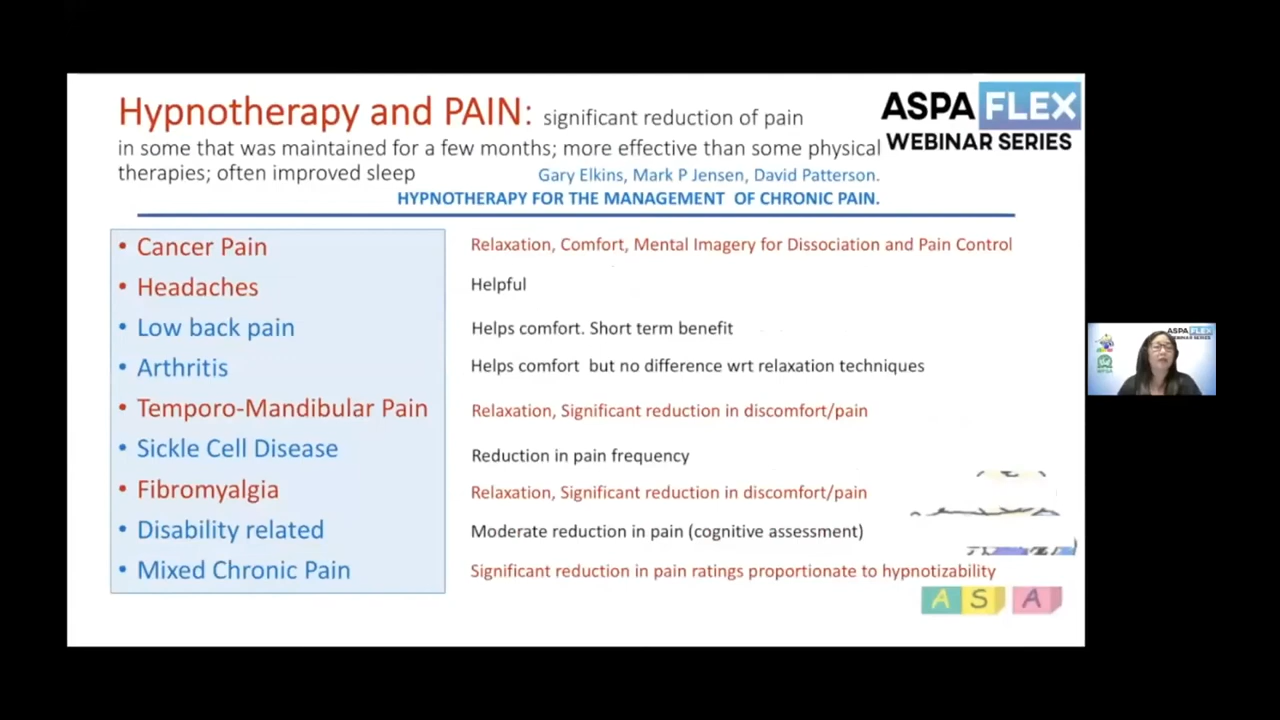 Hypnotherapy and PAIN: significant reduction of pain
in some that was maintained for a few months; more effective than some physical
therapies; often improved sleep
Gary Elkins, Mark P Jensen, David Patterson.
HYPNOTHERAPY FOR THE MANAGEMENT OF CHRONIC PAIN.
ASPA FLEX
WEBINAR SERIES
• Cancer Pain
Relaxation, Comfort, Mental Imagery for Dissociation and Pain Control
• Headaches
Helpful
• Low back pain
Helps comfort. Short term benefit
• Arthritis
Helps comfort but no difference wrt relaxation techniques
• Temporo-Mandibular Pain
Relaxation, Significant reduction in discomfort/pain
• Sickle Cell Disease
Reduction in pain frequency
• Fibromyalgia
Relaxation, Significant reduction in discomfort/pain
• Disability related
Moderate reduction in pain (cognitive assessment)
• Mixed Chronic Pain
Significant reduction in pain ratings proportionate to hypnotizability
A S A
ASPA FLEX
WEBINAR SERIES